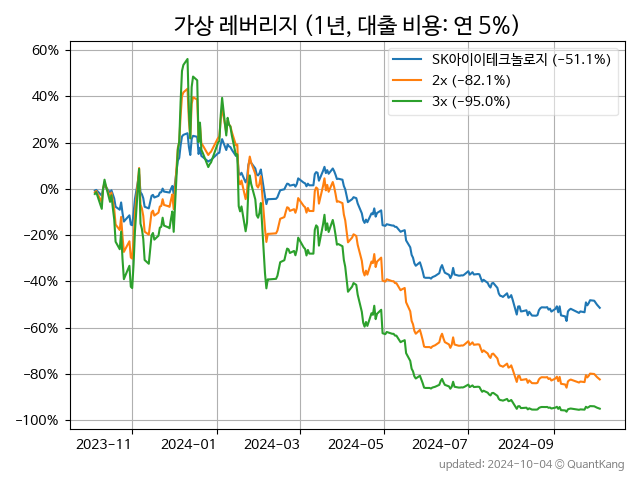 가상 레버리지 (1년, 대출 비용: 연 5%)
SK아이이테크놀로지 (−51.1%)
2x (−82.1%)
3x (−95.0%)
60%
40%
20%
0%
−20%
−40%
−60%
−80%
−100%
2023-11 2024-01 2024-03 2024-05 2024-07 2024-09
updated: 2024-10-04 © QuantKang